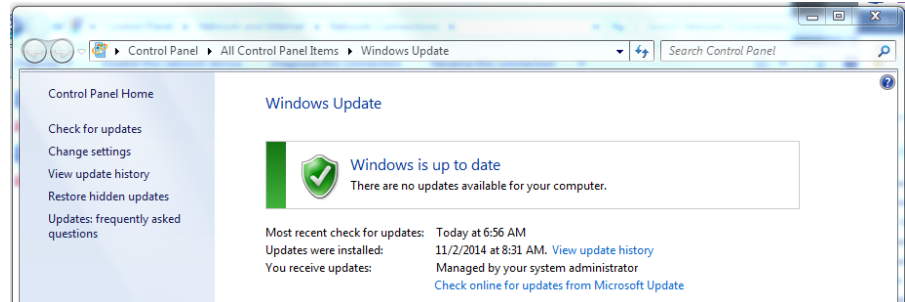 Control Panel ▸ All Control Panel Items ▸ Windows Update
Search Control Panel
Control Panel Home
Check for updates
Change settings
View update history
Restore hidden updates
Updates: frequently asked
questions
Windows Update
Windows is up to date
There are no updates available for your computer.
Most recent check for updates: Today at 6:56 AM
Updates were installed: 11/2/2014 at 8:31 AM. View update history
You receive updates: Managed by your system administrator
Check online for updates from Microsoft Update